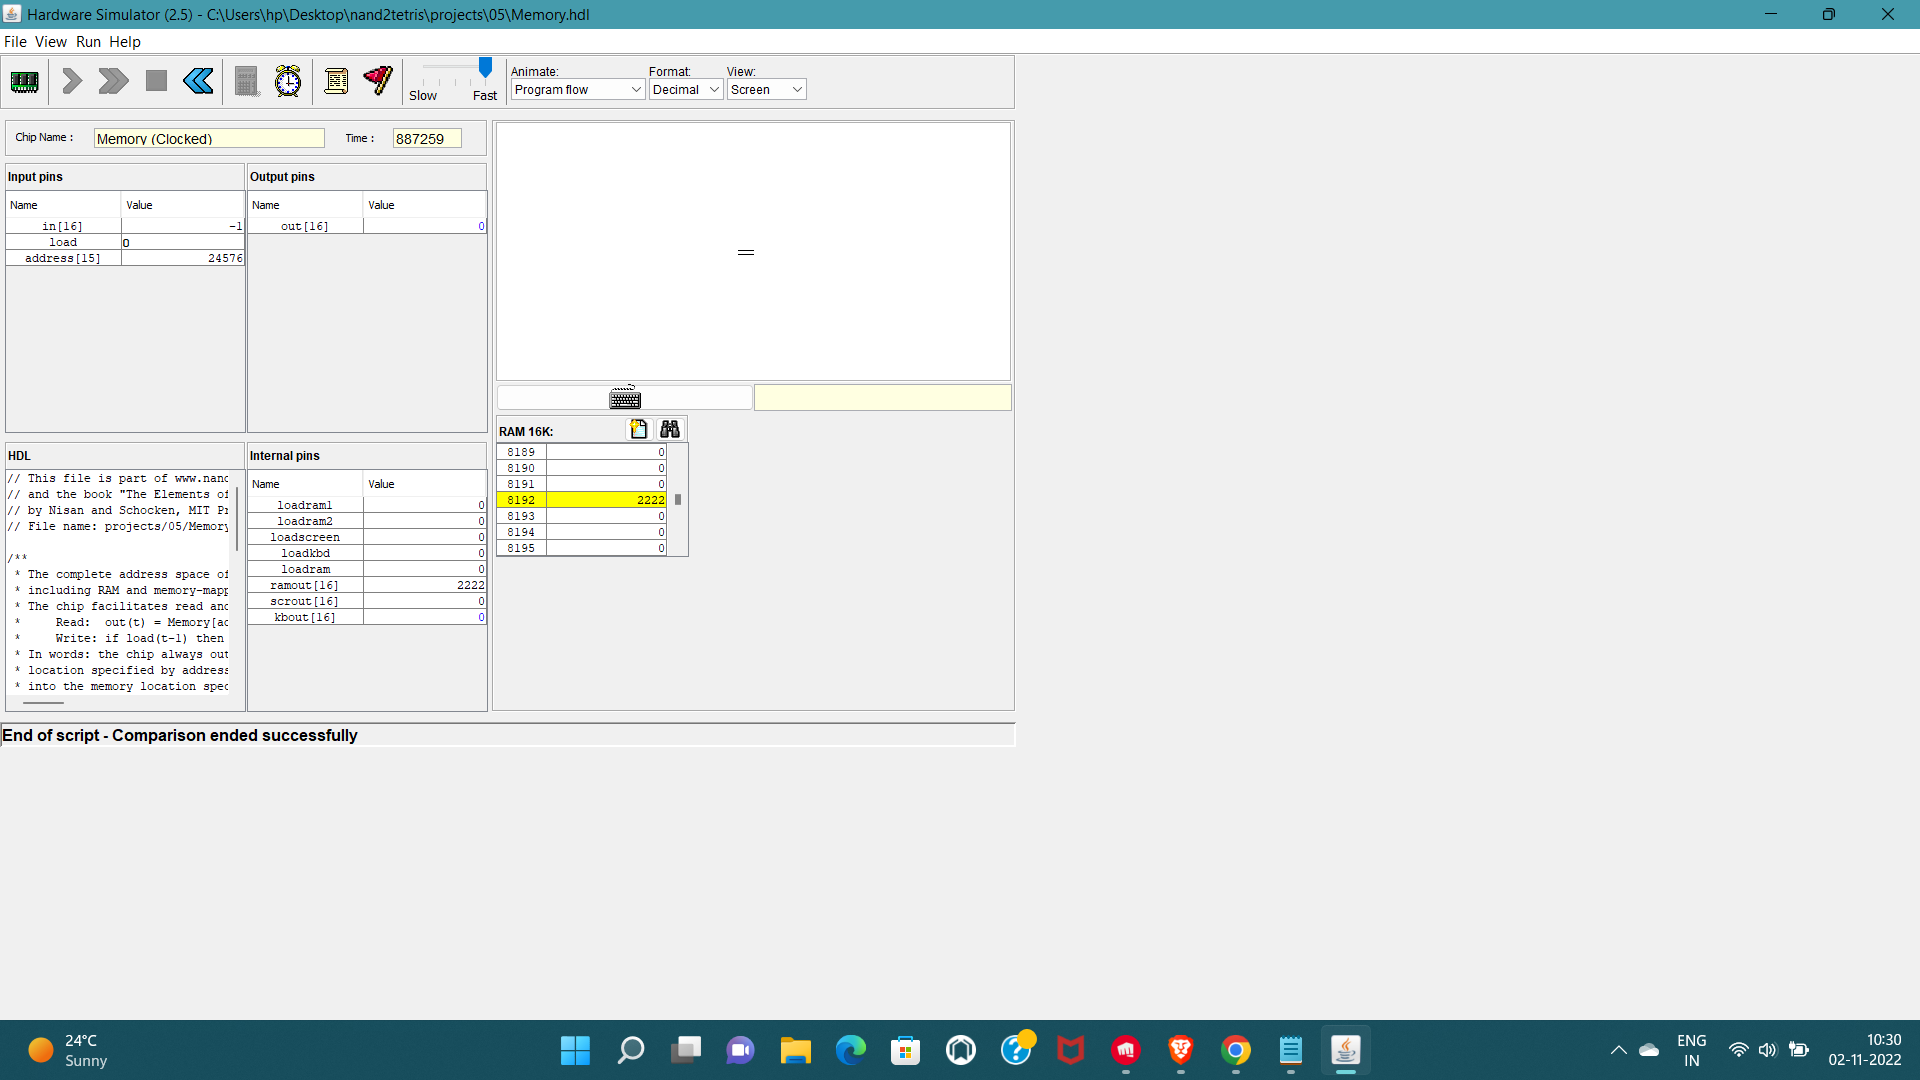 Hardware Simulator (2.5) - C:\Users\hp\Desktop\nand2tetris\projects\05\Memory.hdl
File View Run Help
Slow Fast
Animate: Format: View:
Program flow Decimal Screen
Chip Name : Memory (Clocked) Time : 887259
Input pins
Name Value
in[16] -1
load 0
address[15] 24576
Output pins
Name Value
out[16] 0
RAM 16K:
8189 0
8190 0
8191 0
8192 2222
8193 0
8194 0
8195 0
HDL
// This file is part of www.nand
// and the book "The Elements of
// by Nisan and Schocken, MIT Pr
// File name: projects/05/Memory
/**
* The complete address space of
* including RAM and memory-mapp
* The chip facilitates read and
* Read: out(t) = Memory[ad
* Write: if load(t-1) then
* In words: the chip always out
* location specified by address
* into the memory location spec
Internal pins
Name Value
loadram1 0
loadram2 0
loadscreen 0
loadkbd 0
loadram 0
ramout[16] 2222
scrout[16] 0
kbout[16] 0
End of script - Comparison ended successfully
24°C
Sunny
ENG
IN
10:30
02-11-2022